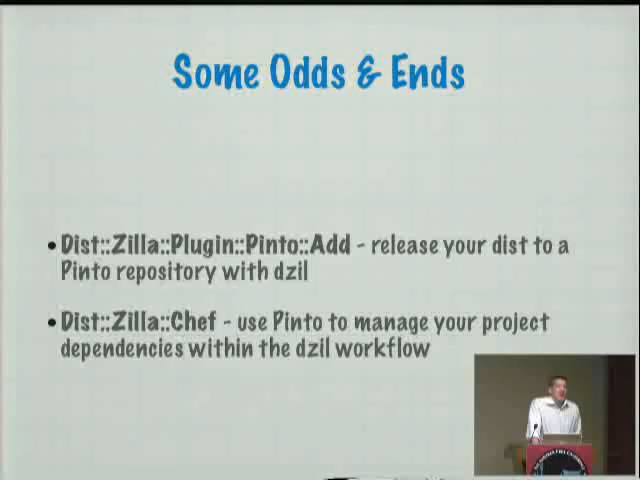 Some Odds & Ends
•Dist::Zilla::Plugin::Pinto::Add - release your dist to a
Pinto repository with dzil
•Dist::Zilla::Chef - use Pinto to manage your project
dependencies within the dzil workflow